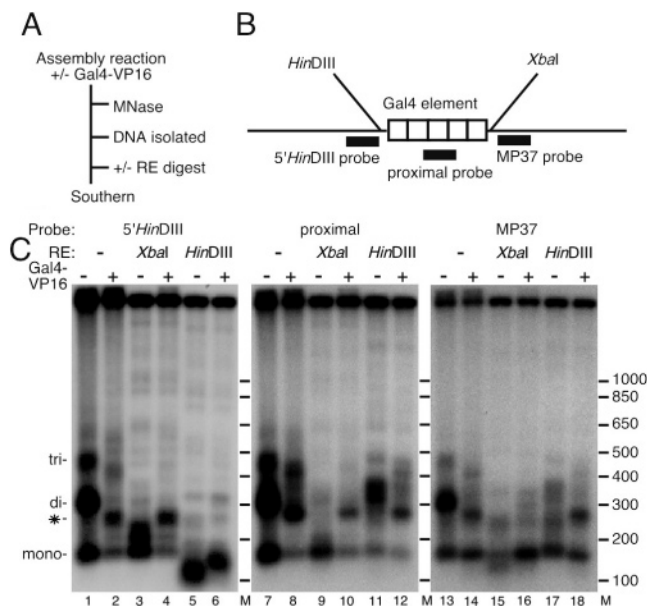 A
Assembly reaction
+/- Gal4-VP16
MNase
DNA isolated
+/- RE digest
Southern
B
HinDIII
XbaI
Gal4 element
5'HinDIII probe
proximal probe
MP37 probe
C
Probe: 5'HinDIII proximal MP37
RE: - XbaI HinDIII - XbaI HinDIII - XbaI HinDIII
Gal4-VP16 - + - + - + - + - + - + - + - + - +
1000
850
650
tri-
500
400
di-
300
*-
200
mono-
100
1 2 3 4 5 6 M 7 8 9 10 11 12 M 13 14 15 16 17 18 M